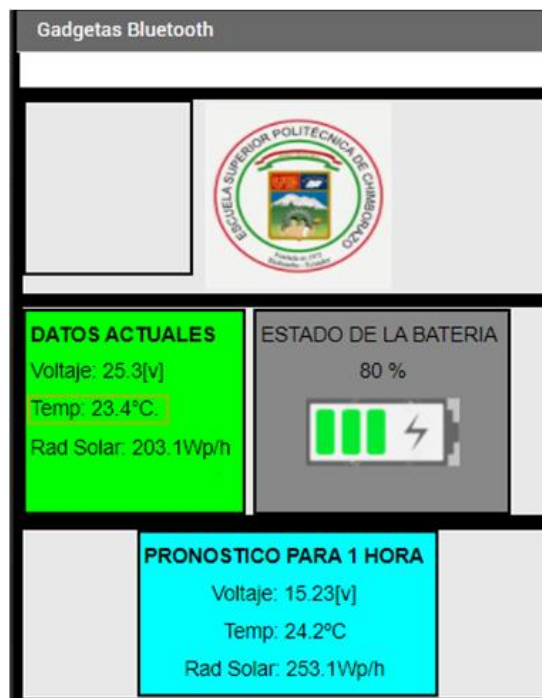 Gadgetas Bluetooth
ESCUELA SUPERIOR POLITÉCNICA DE CHIMBORAZO
DATOS ACTUALES
Voltaje: 25.3[v]
Temp: 23.4°C.
Rad Solar: 203.1Wp/h
ESTADO DE LA BATERIA
80 %
PRONOSTICO PARA 1 HORA
Voltaje: 15.23[v]
Temp: 24.2ºC
Rad Solar: 253.1Wp/h